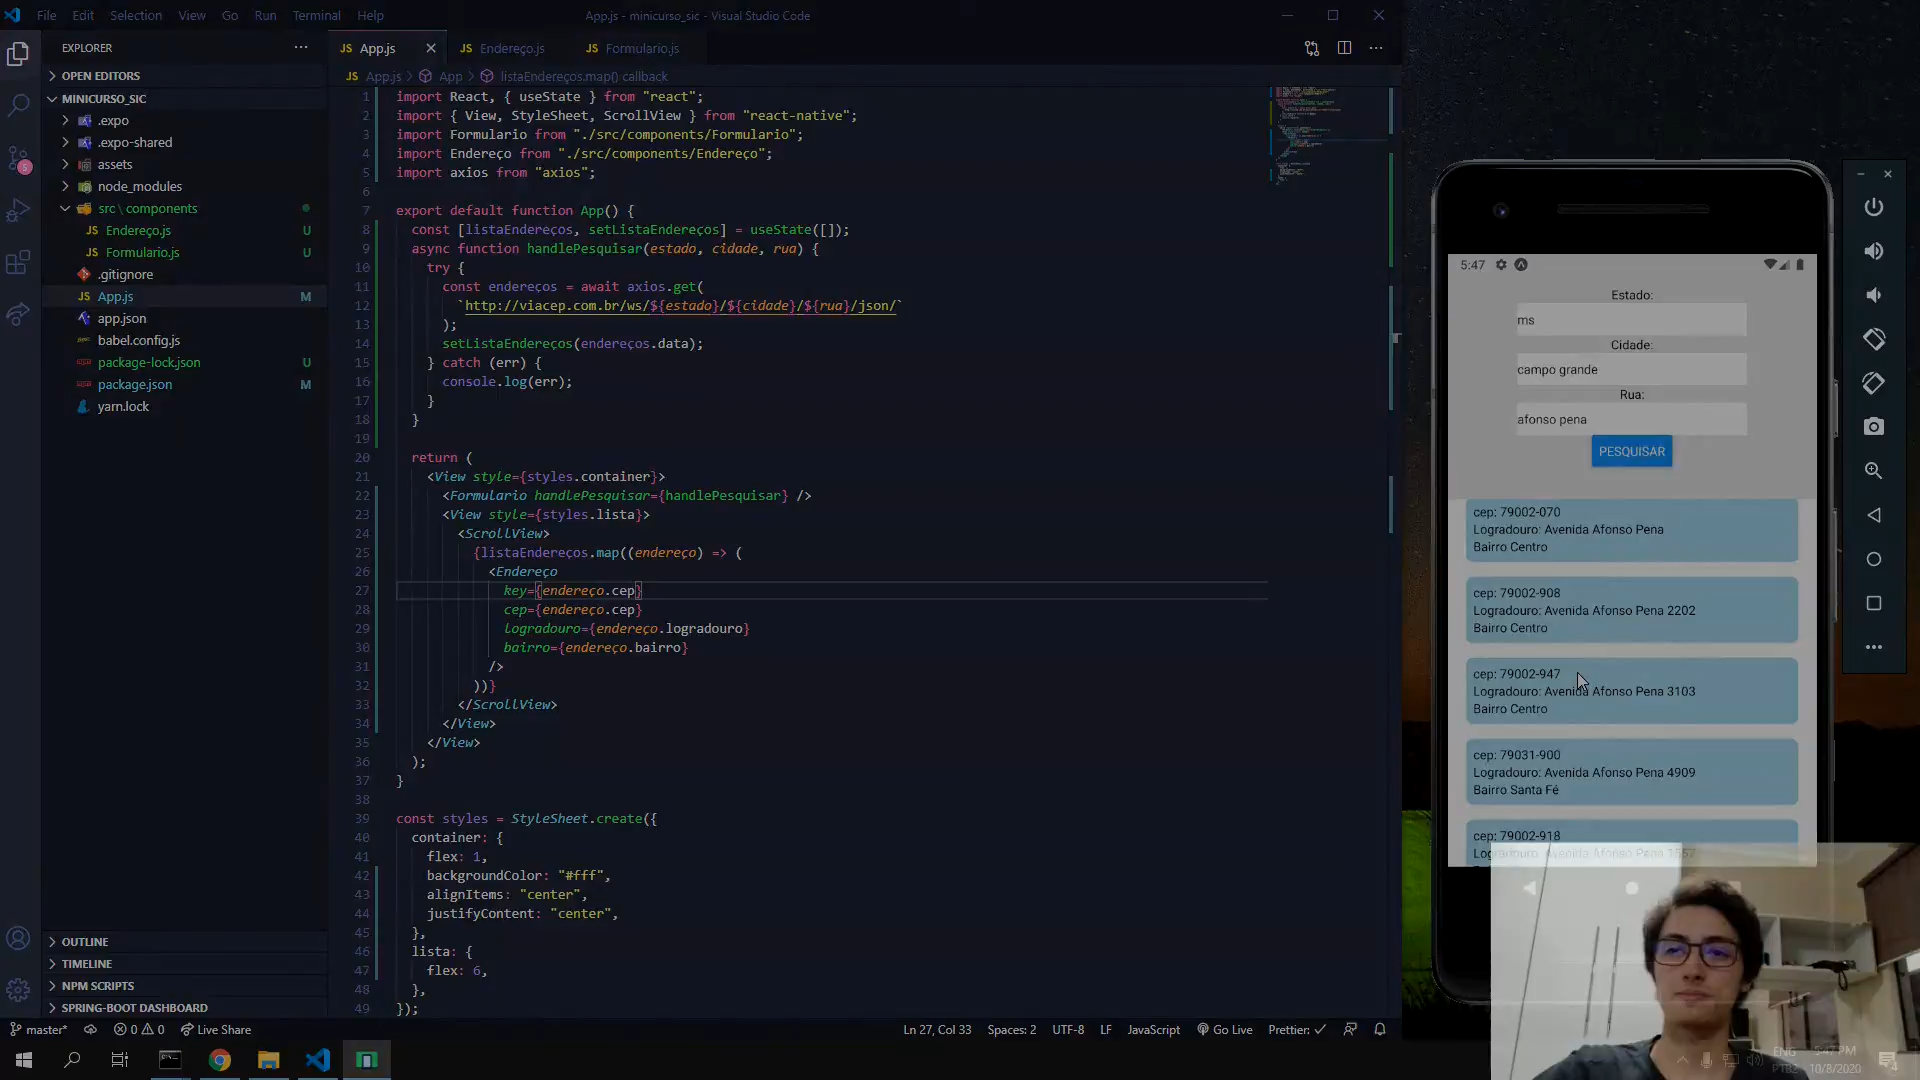 File Edit Selection View Go Run Terminal Help
App.js - minicurso_sic - Visual Studio Code
EXPLORER
OPEN EDITORS
MINICURSO_SIC
.expo
.expo-shared
assets
node_modules
src\components
Endereço.js U
Formulario.js U
.gitignore
App.js M
app.json
babel.config.js
package-lock.json U
package.json M
yarn.lock
OUTLINE
TIMELINE
NPM SCRIPTS
SPRING-BOOT DASHBOARD
5
JS App.js JS Endereço.js JS Formulario.js
JS App.js > App > listaEndereços.map() callback
1 import React, { useState } from "react";
2 import { View, StyleSheet, ScrollView } from "react-native";
3 import Formulario from "./src/components/Formulario";
4 import Endereço from "./src/components/Endereço";
5 import axios from "axios";
6
7 export default function App() {
8 const [listaEndereços, setListaEndereços] = useState([]);
9 async function handlePesquisar(estado, cidade, rua) {
10 try {
11 const endereços = await axios.get(
12 `http://viacep.com.br/ws/${estado}/${cidade}/${rua}/json/`
13 );
14 setListaEndereços(endereços.data);
15 } catch (err) {
16 console.log(err);
17 }
18 }
19
20 return (
21 <View style={styles.container}>
22 <Formulario handlePesquisar={handlePesquisar} />
23 <View style={styles.lista}>
24 <ScrollView>
25 {listaEndereços.map((endereço) => (
26 <Endereço
27 key={endereço.cep}
28 cep={endereço.cep}
29 logradouro={endereço.logradouro}
30 bairro={endereço.bairro}
31 />
32 ))}
33 </ScrollView>
34 </View>
35 </View>
36 );
37 }
38
39 const styles = StyleSheet.create({
40 container: {
41 flex: 1,
42 backgroundColor: "#fff",
43 alignItems: "center",
44 justifyContent: "center",
45 },
46 lista: {
47 flex: 6,
48 },
49 });
5:47
Estado:
ms
Cidade:
campo grande
Rua:
afonso pena
PESQUISAR
cep: 79002-070
Logradouro: Avenida Afonso Pena
Bairro Centro
cep: 79002-908
Logradouro: Avenida Afonso Pena 2202
Bairro Centro
cep: 79002-947
Logradouro: Avenida Afonso Pena 3103
Bairro Centro
cep: 79031-900
Logradouro: Avenida Afonso Pena 4909
Bairro Santa Fé
cep: 79002-918
Logradouro: Avenida Afonso Pena 1557
master* 0 0 Live Share
Ln 27, Col 33 Spaces: 2 UTF-8 LF JavaScript Go Live Prettier: ✓
ENG
PTB2
5:47 PM
10/8/2020
4